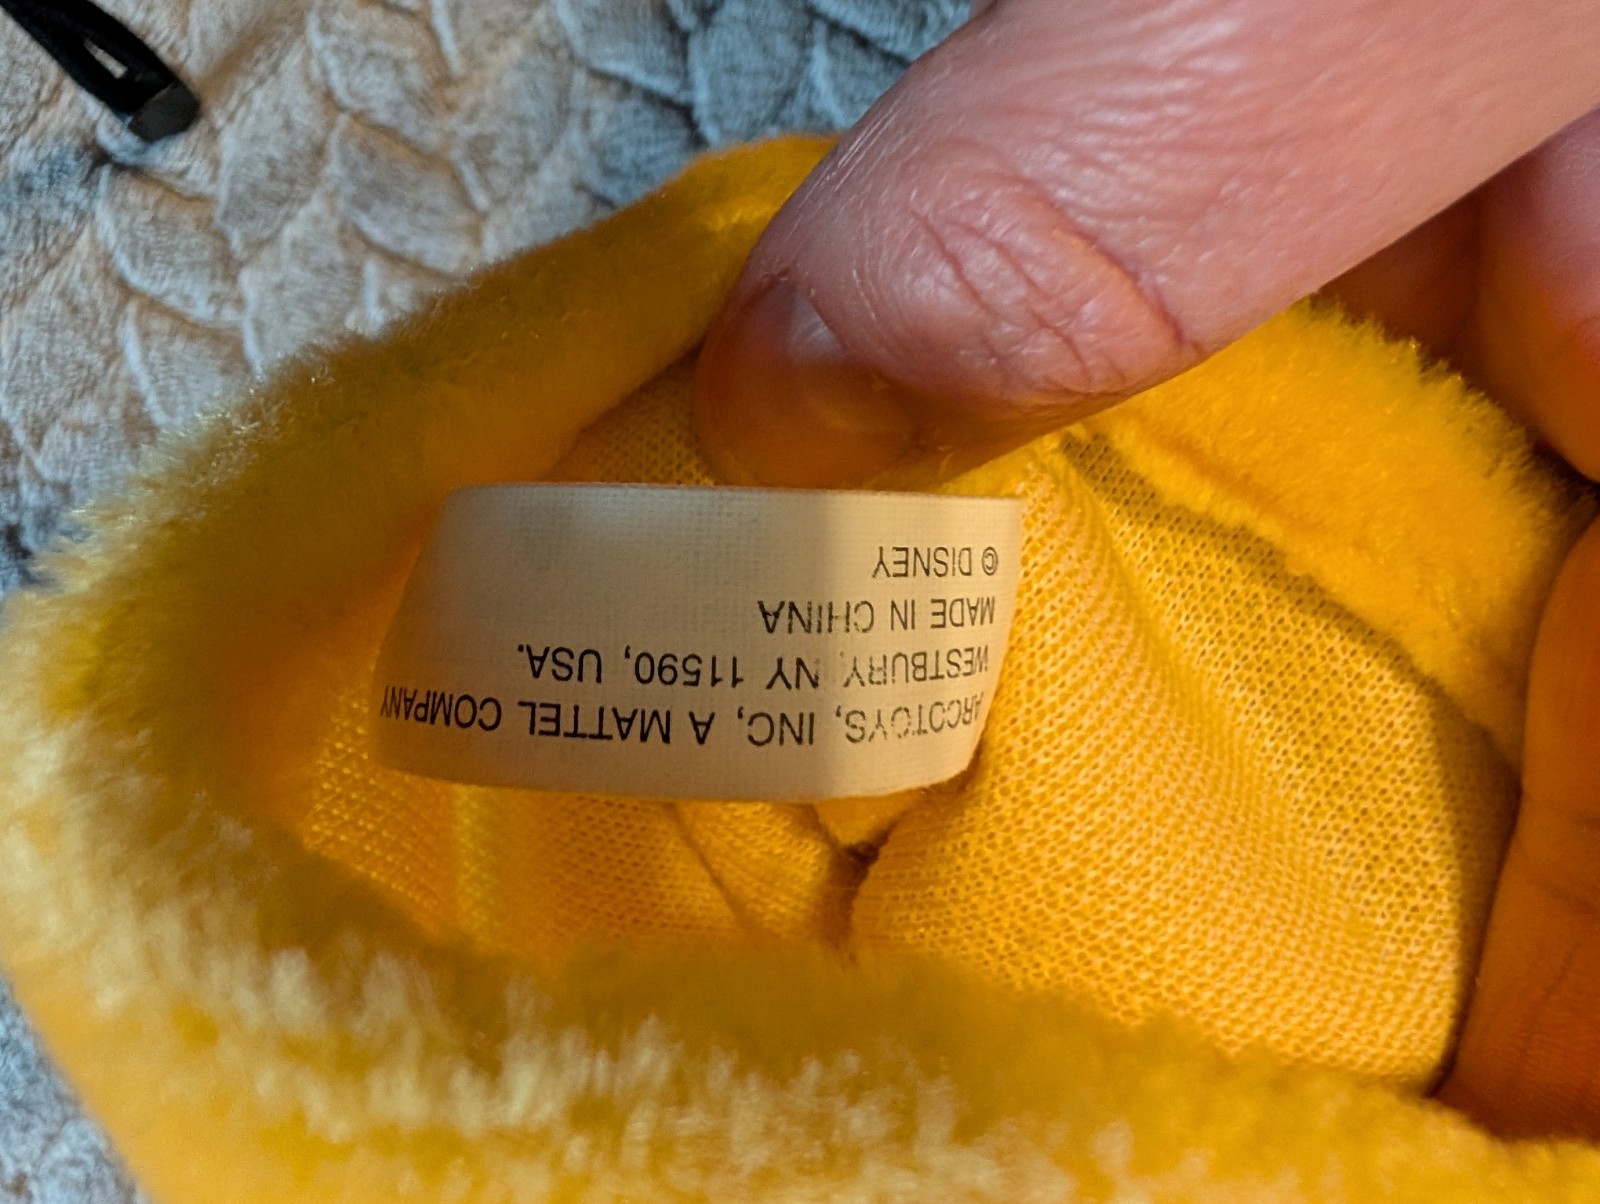 ARCOTOYS, INC, A MATTEL COMPANY
WESTBURY, NY 11590, USA.
MADE IN CHINA
© DISNEY